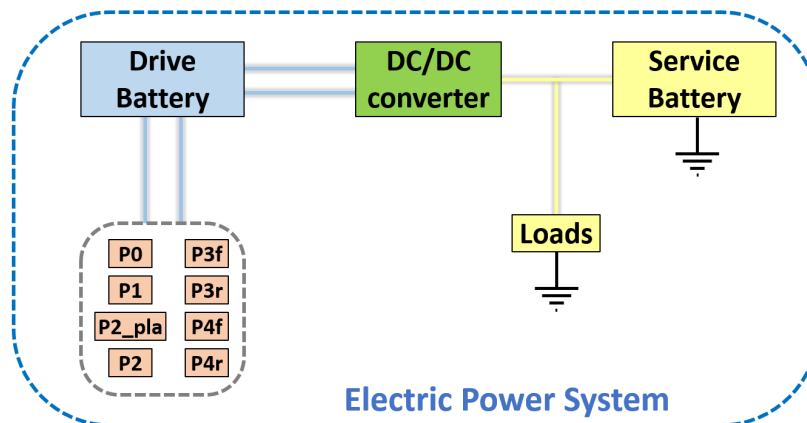 Drive
Battery
DC/DC
converter
Service
Battery
Loads
P0
P3f
P1
P3r
P2_pla
P4f
P2
P4r
Electric Power System